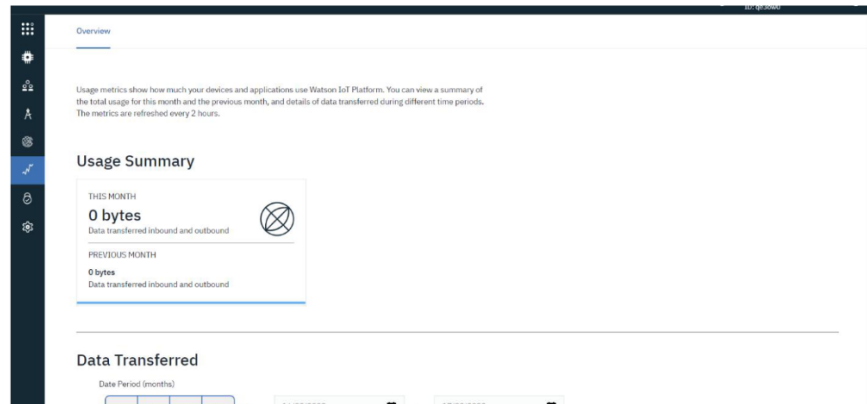 Overview
Usage metrics show how much your devices and applications use Watson IoT Platform. You can view a summary of
the total usage for this month and the previous month, and details of data transferred during different time periods.
The metrics are refreshed every 2 hours.
Usage Summary
THIS MONTH
0 bytes
Data transferred inbound and outbound
PREVIOUS MONTH
0 bytes
Data transferred inbound and outbound
Data Transferred
Date Period (months)